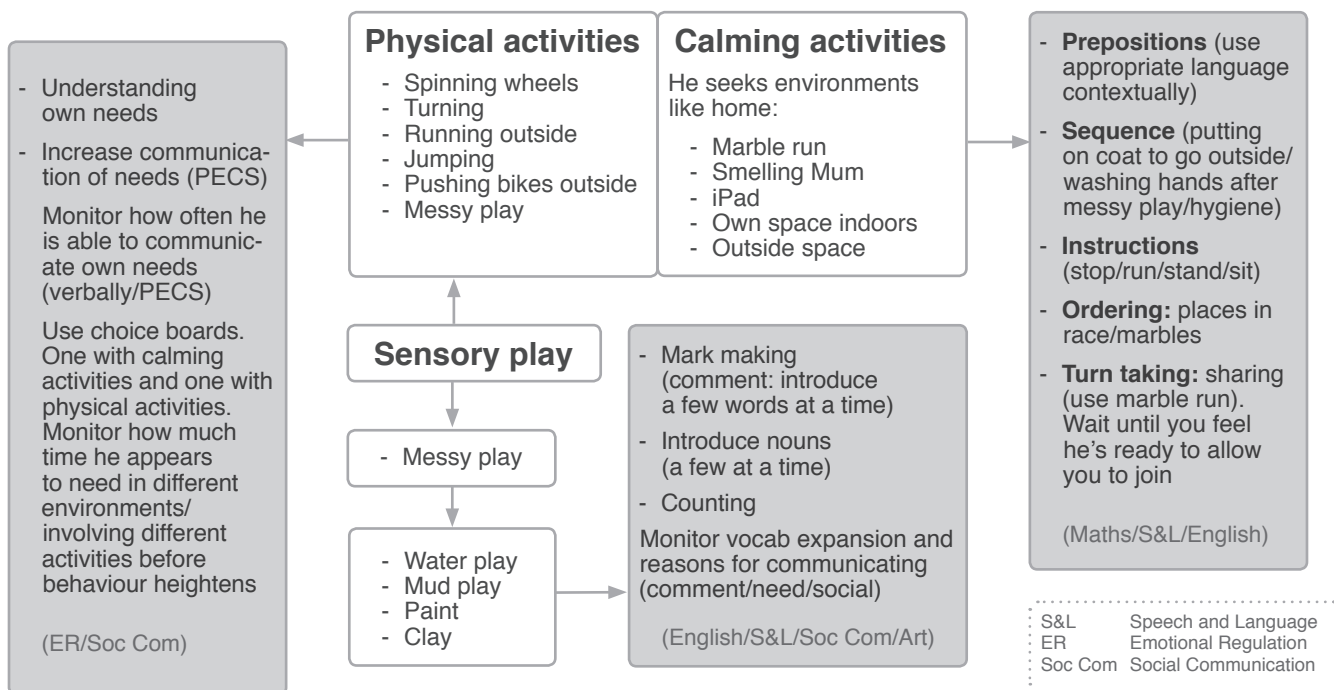 - Understanding
own needs
- Increase communica-
tion of needs (PECS)
Monitor how often he
is able to communic-
ate own needs
(verbally/PECS)
Use choice boards.
One with calming
activities and one with
physical activities.
Monitor how much
time he appears
to need in different
environments/
involving different
activities before
behaviour heightens
(ER/Soc Com)
Physical activities
- Spinning wheels
- Turning
- Running outside
- Jumping
- Pushing bikes outside
- Messy play
Calming activities
He seeks environments
like home:
- Marble run
- Smelling Mum
- iPad
- Own space indoors
- Outside space
Sensory play
- Messy play
- Water play
- Mud play
- Paint
- Clay
- Mark making
(comment: introduce
a few words at a time)
- Introduce nouns
(a few at a time)
- Counting
Monitor vocab expansion and
reasons for communicating
(comment/need/social)
(English/S&L/Soc Com/Art)
- Prepositions (use
appropriate language
contextually)
- Sequence (putting
on coat to go outside/
washing hands after
messy play/hygiene)
- Instructions
(stop/run/stand/sit)
- Ordering: places in
race/marbles
- Turn taking: sharing
(use marble run).
Wait until you feel
he's ready to allow
you to join
(Maths/S&L/English)
S&L Speech and Language
ER Emotional Regulation
Soc Com Social Communication